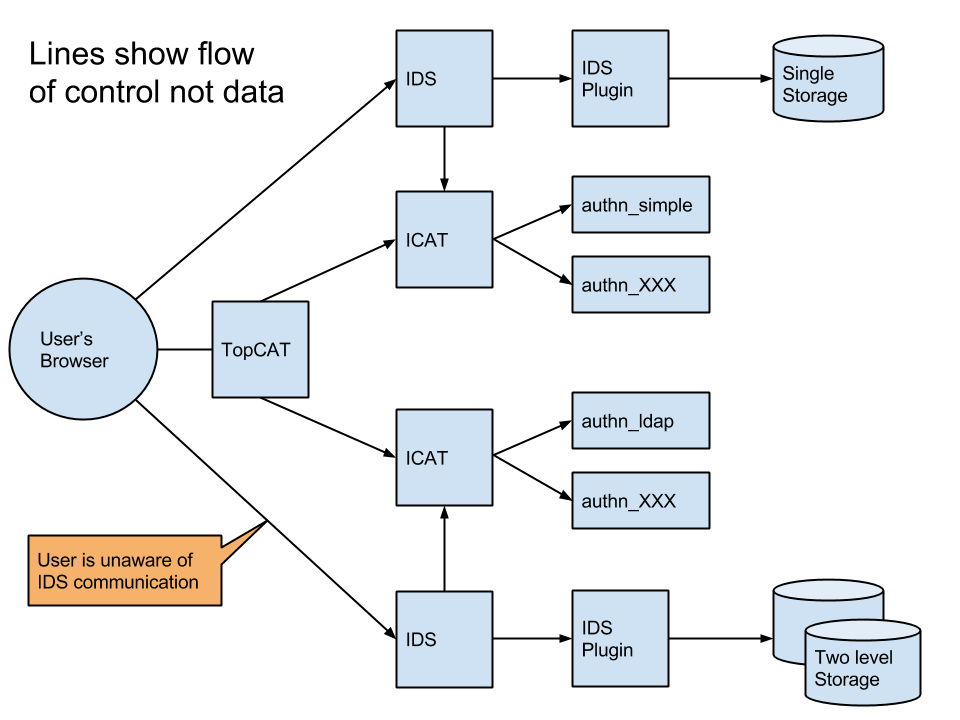 Lines show flow
of control not data
IDS
IDS
Plugin
Single
Storage
authn_simple
ICAT
authn_XXX
User’s
Browser
TopCAT
authn_ldap
ICAT
authn_XXX
User is unaware of
IDS communication
IDS
IDS
Plugin
Two level
Storage